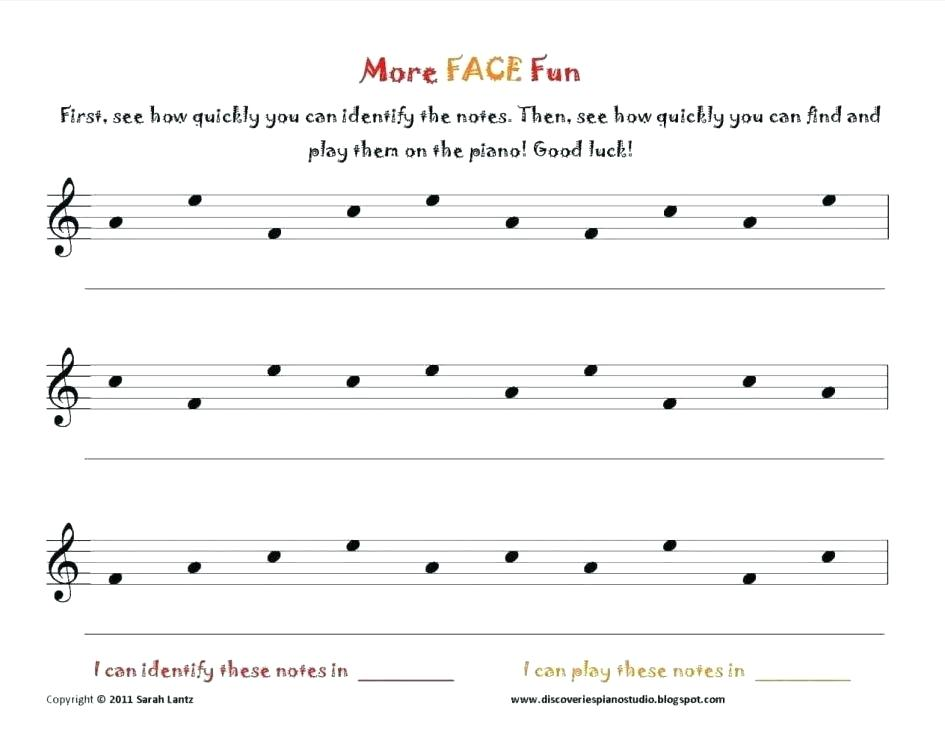 More FACE Fun
First, see how quickly you can identify the notes. Then, see how quickly you can find and
play them on the piano! Good luck!
I can identify these notes in __________ I can play these notes in __________
Copyright © 2011 Sarah Lantz www.discoveriespianostudio.blogspot.com